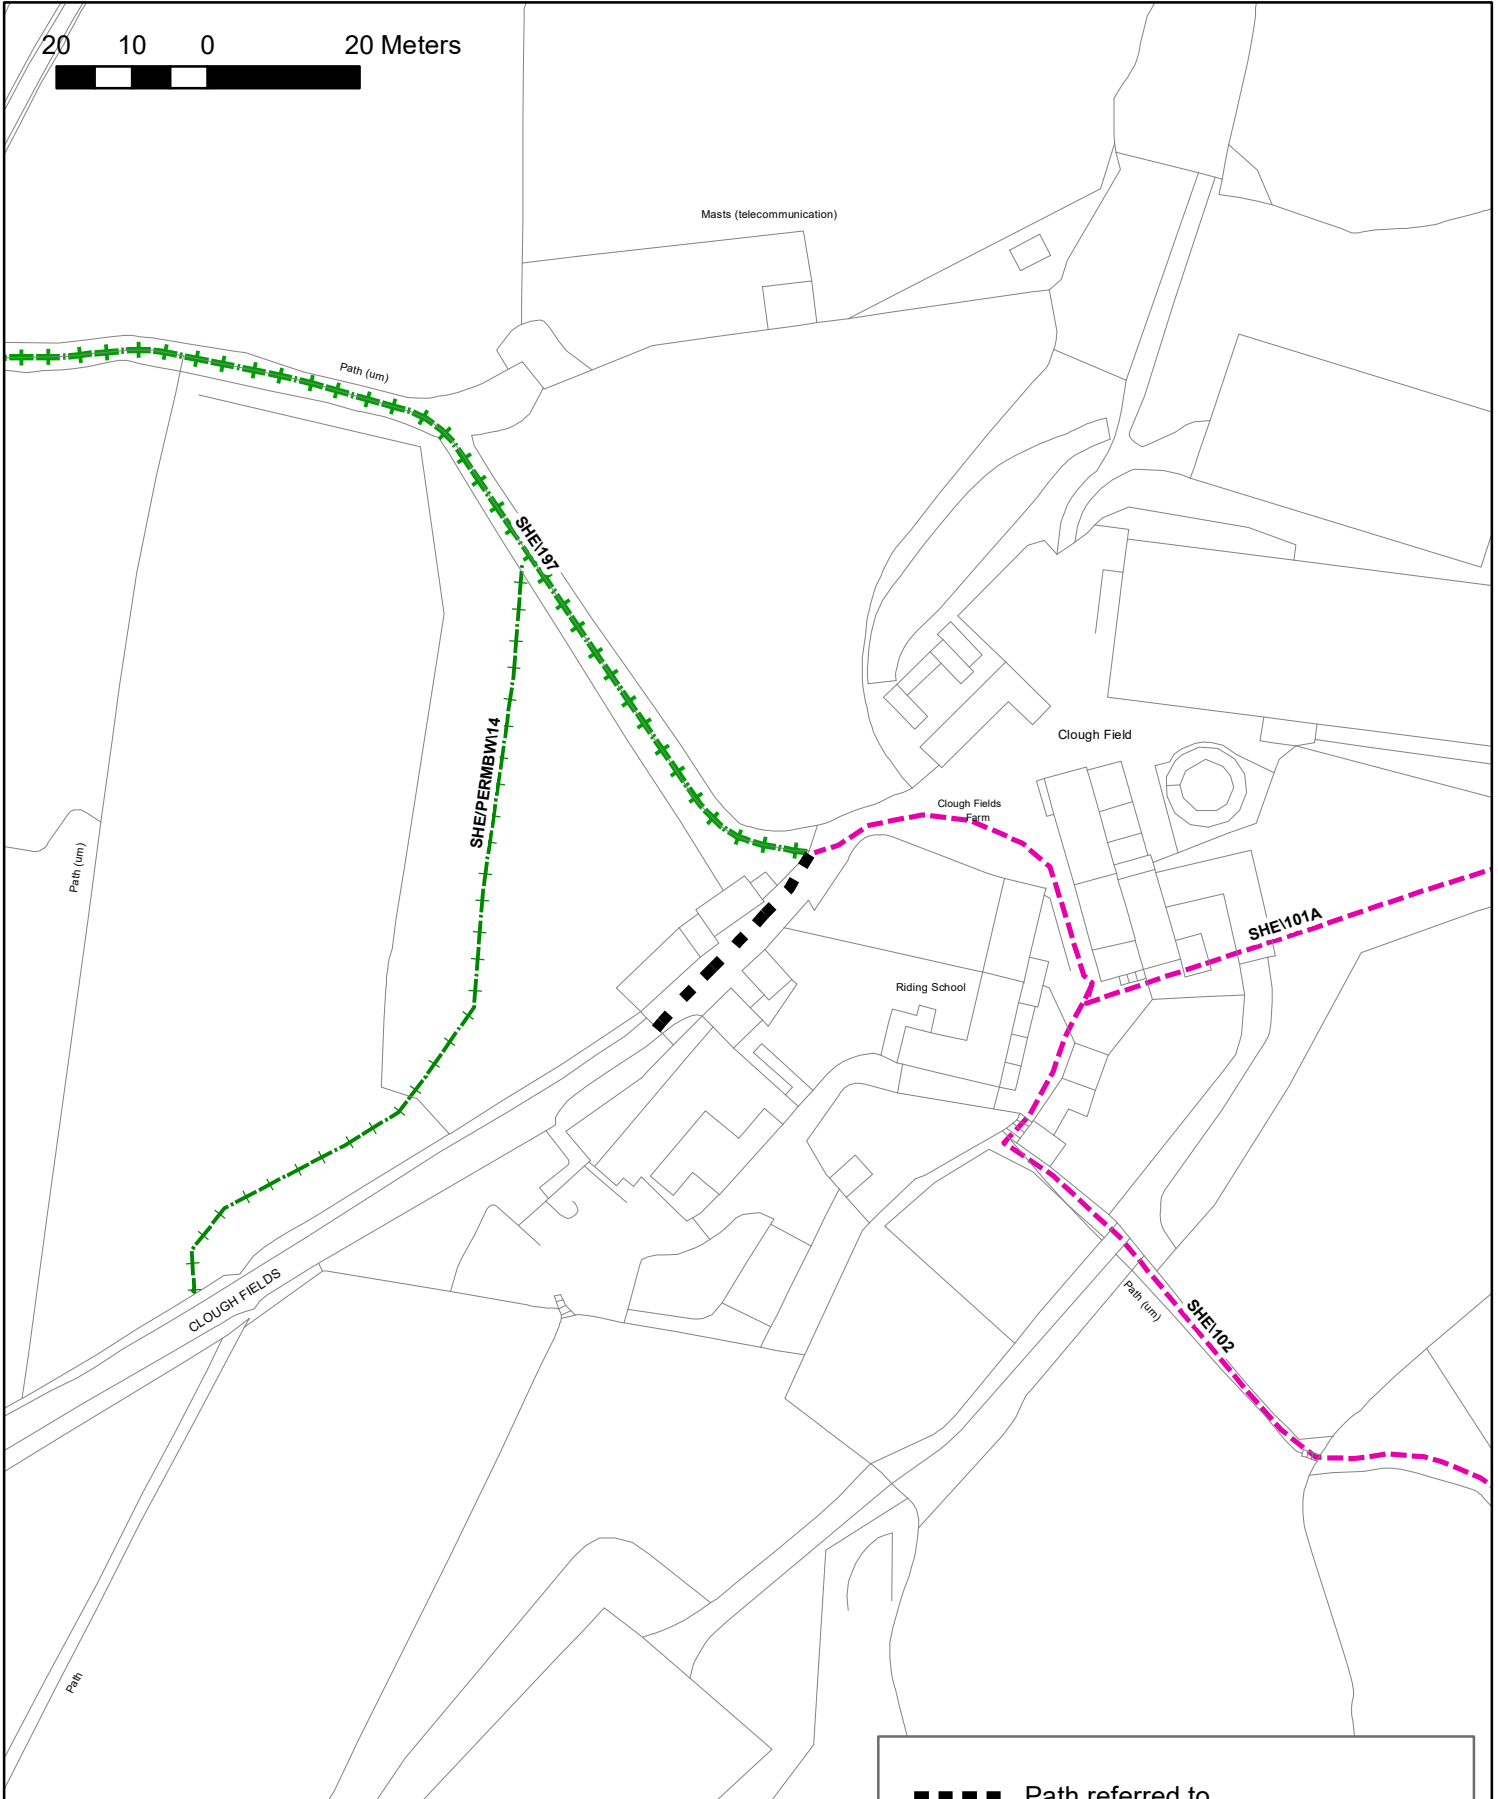 20 10 0 20 Meters
Masts (telecommunication)
Path (um)
SHE\197
SHE/PERMBW\14
Clough Field
Clough Fields
Farm
Path (um)
SHE\101A
Riding School
CLOUGH FIELDS
Path (um)
SHE\102
Path
Path referred to